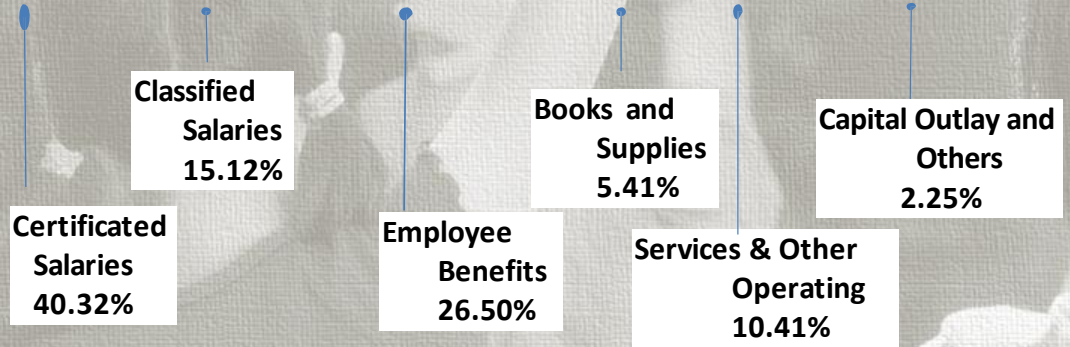 Classified
Salaries
15.12%
Certificated
Salaries
40.32%
Employee
Benefits
26.50%
Books and
Supplies
5.41%
Services & Other
Operating
10.41%
Capital Outlay and
Others
2.25%